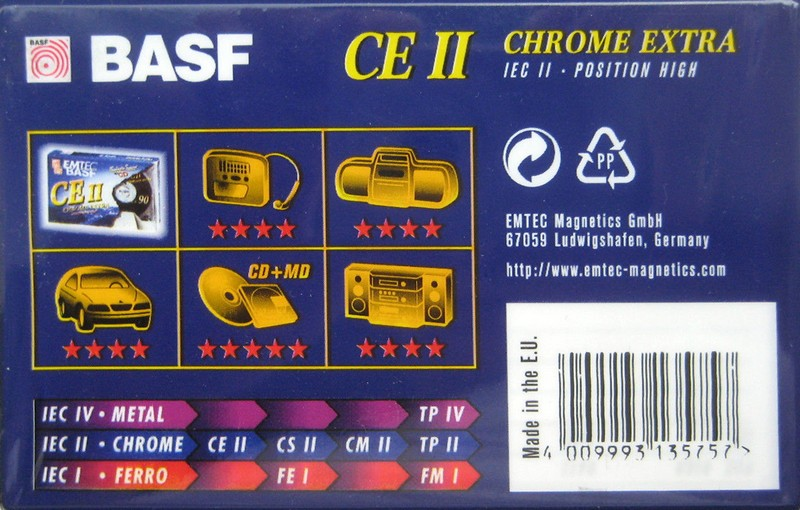 BASF
BASF
CE II
CHROME EXTRA
IEC II · POSITION HIGH
EMTEC
BASF
CE II
90
PP
EMTEC Magnetics GmbH
67059 Ludwigshafen, Germany
http://www.emtec-magnetics.com
CD+MD
Made in the E.U.
4 009993 135757 >
IEC IV · METAL TP IV
IEC II · CHROME CE II CS II CM II TP II
IEC I · FERRO FE I FM I